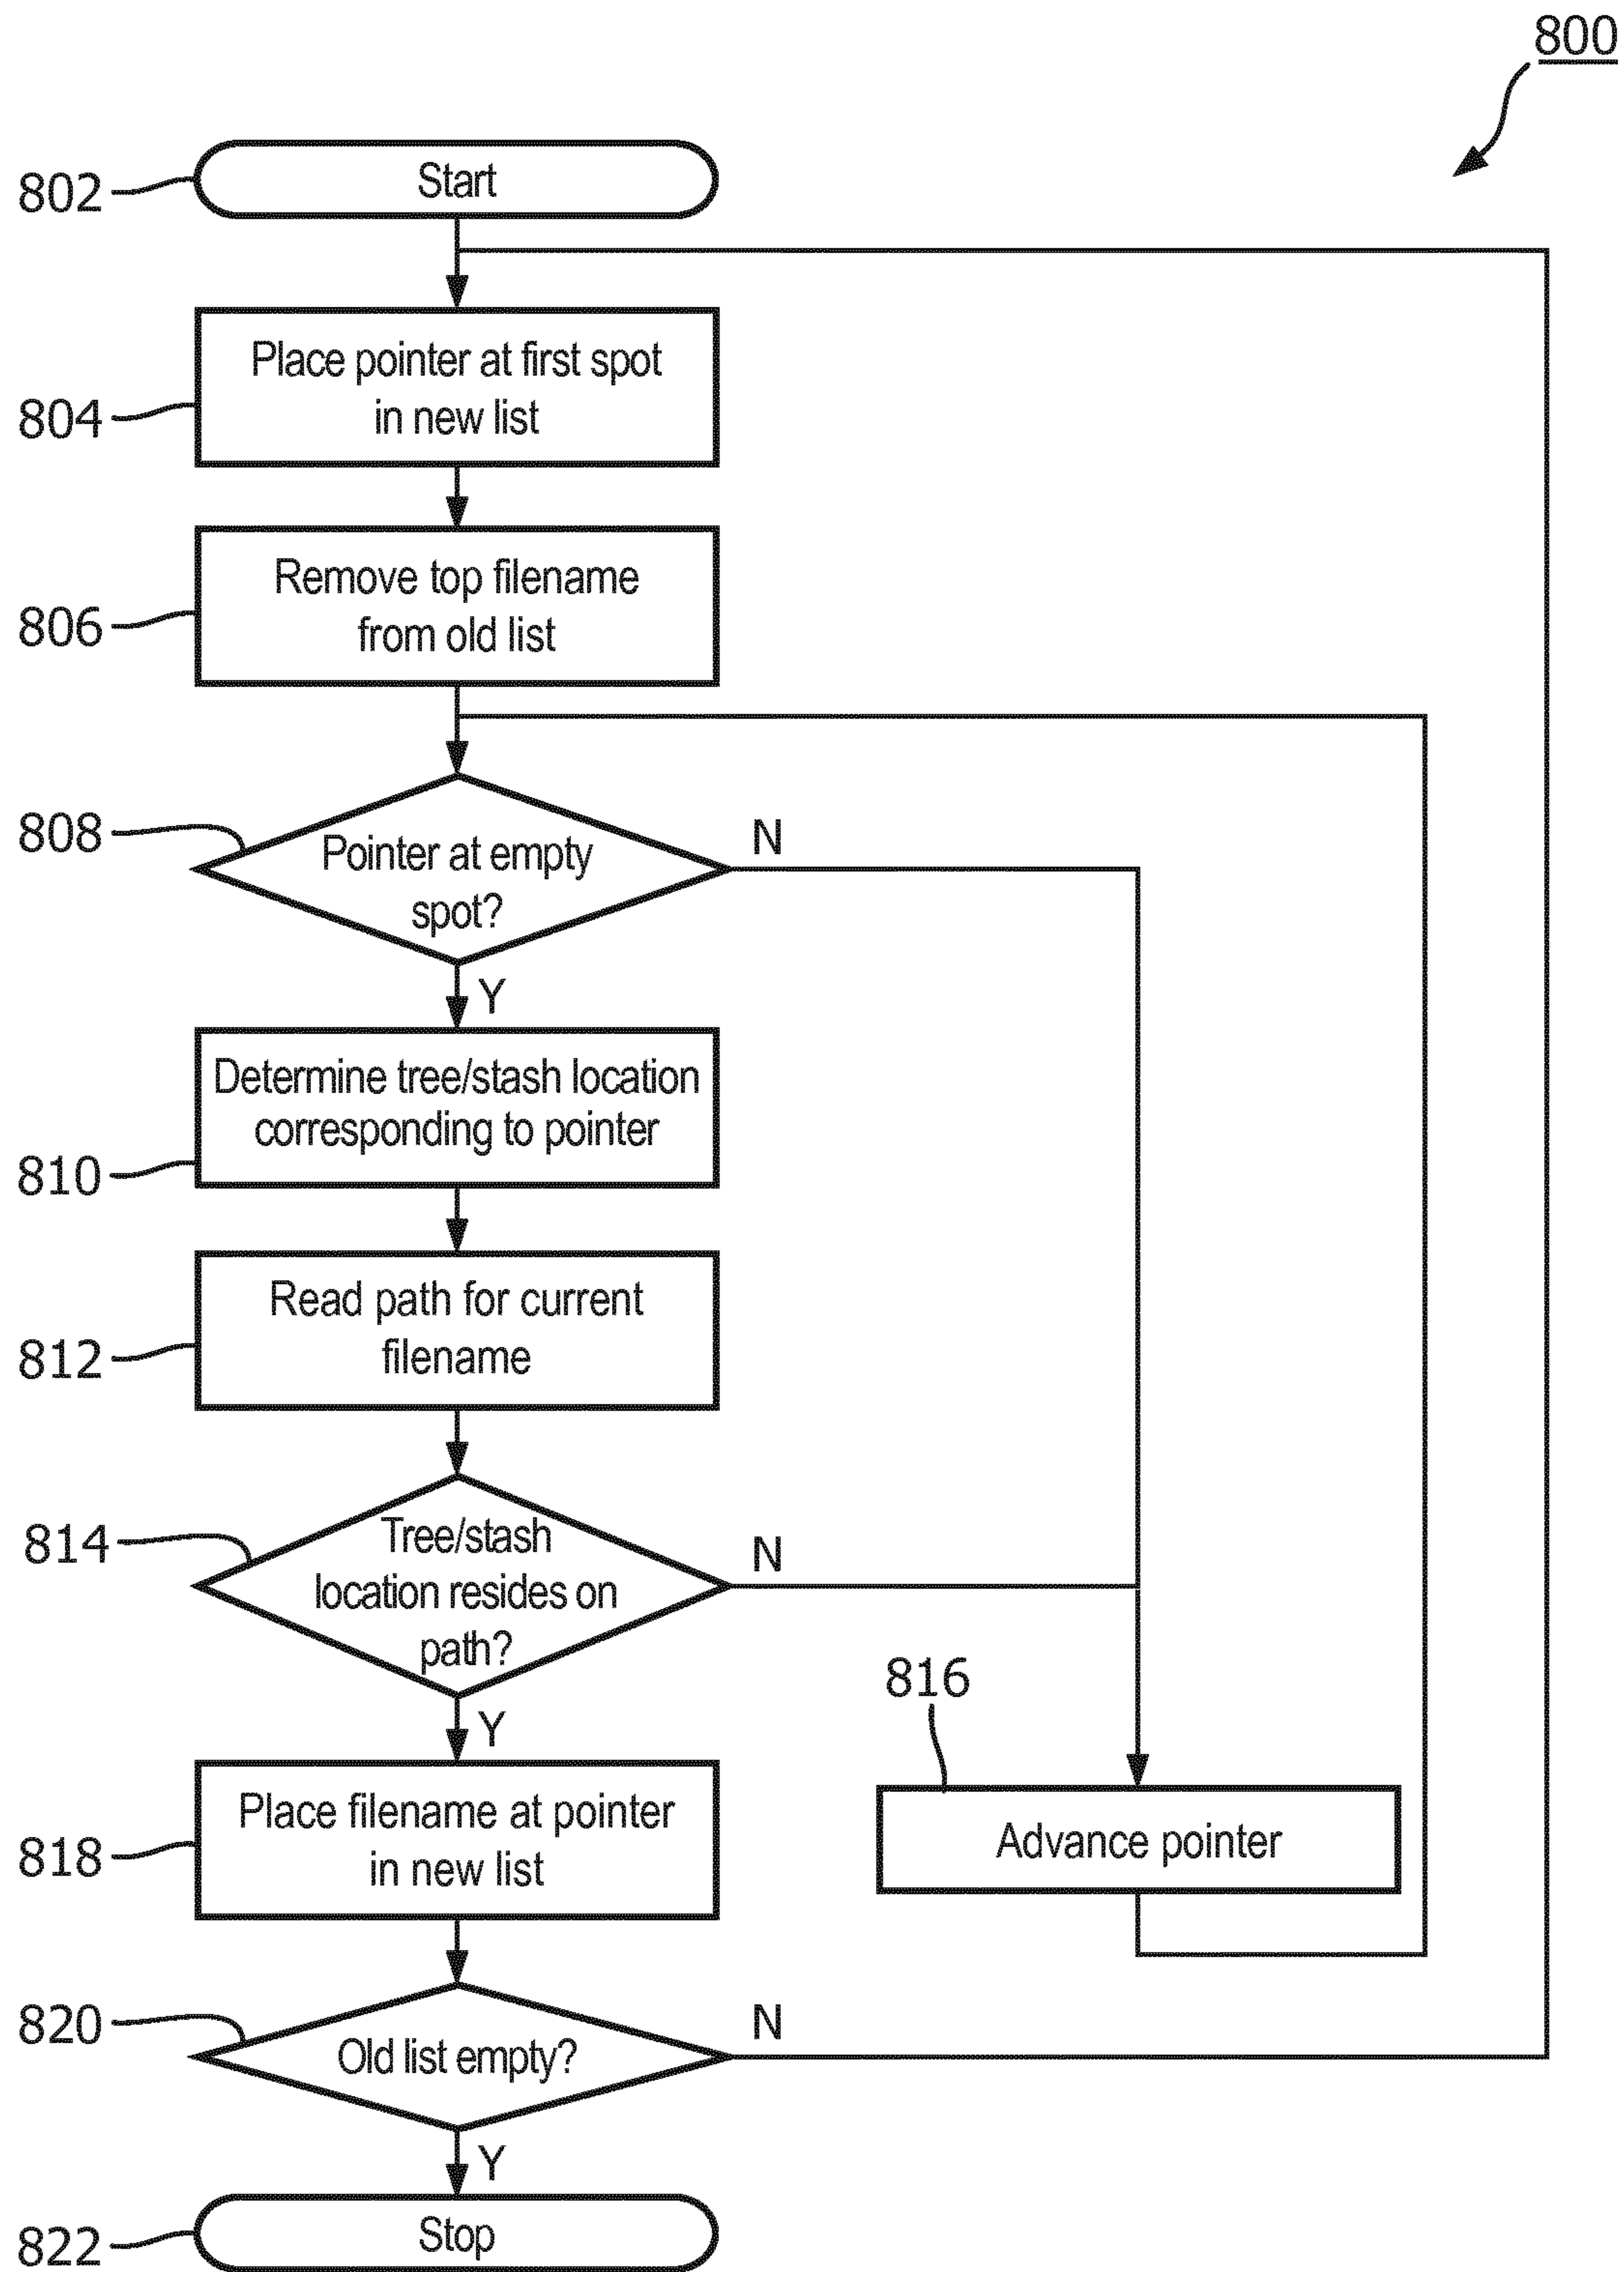 800
802
Start
804
Place pointer at first spot
in new list
806
Remove top filename
from old list
808
Pointer at empty
spot?
N
Y
810
Determine tree/stash location
corresponding to pointer
812
Read path for current
filename
814
Tree/stash
location resides on
path?
N
Y
816
Advance pointer
818
Place filename at pointer
in new list
820
Old list empty?
N
Y
822
Stop